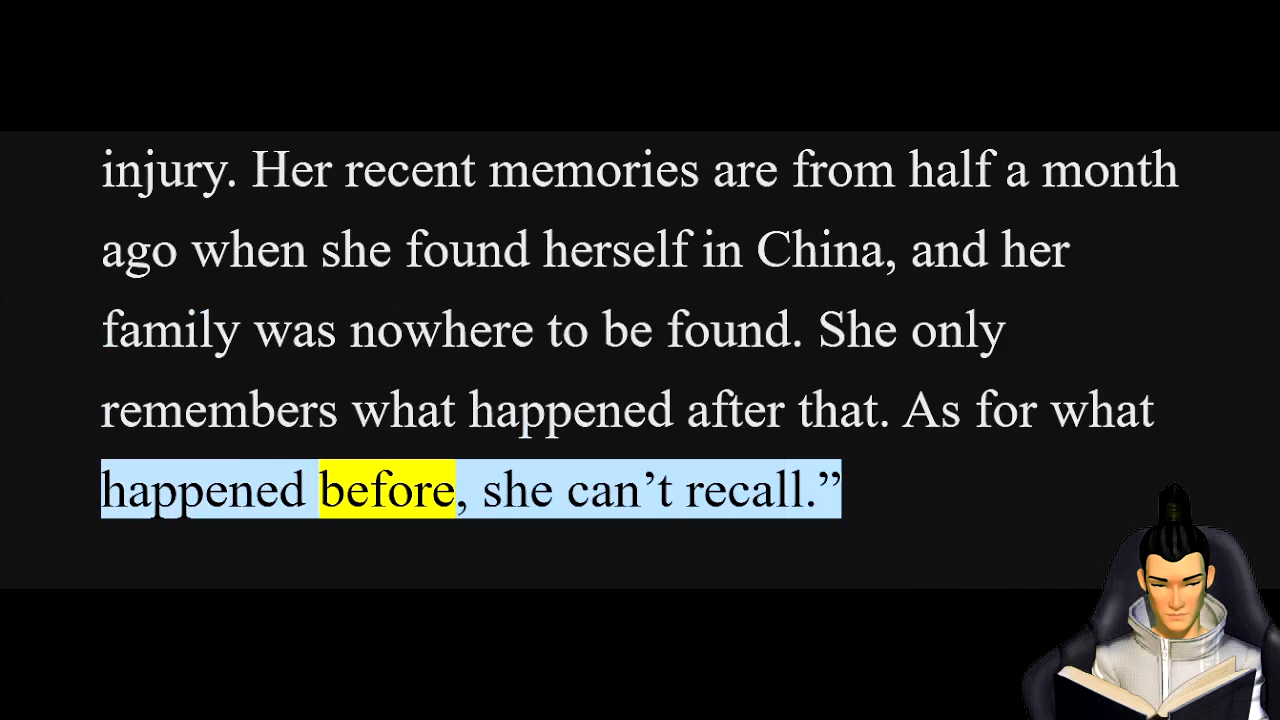 injury. Her recent memories are from half a month
ago when she found herself in China, and her
family was nowhere to be found. She only
remembers what happened after that. As for what
happened before, she can’t recall.”